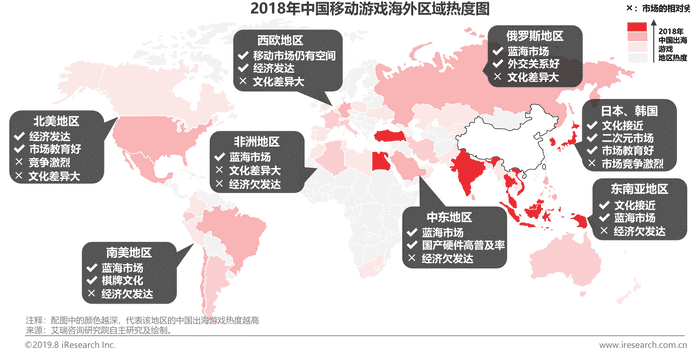 2018年中国移动游戏海外区域热度图
×：市场的相对劣
2018年
中国出海
游戏
地区热度
西欧地区
✓ 移动市场仍有空间
✓ 经济发达
× 文化差异大
俄罗斯地区
✓ 蓝海市场
✓ 外交关系好
× 文化差异大
北美地区
✓ 经济发达
✓ 市场教育好
× 竞争激烈
× 文化差异大
非洲地区
✓ 蓝海市场
× 文化差异大
× 经济欠发达
日本、韩国
✓ 文化接近
✓ 二次元市场
✓ 市场教育好
× 市场竞争激烈
东南亚地区
✓ 文化接近
✓ 蓝海市场
× 经济欠发达
中东地区
✓ 蓝海市场
✓ 国产硬件高普及率
× 经济欠发达
南美地区
✓ 蓝海市场
✓ 棋牌文化
× 经济欠发达
注释：配图中的颜色越深，代表该地区的中国出海游戏热度越高
来源：艾瑞咨询研究院自主研究及绘制。
©2019.8 iResearch Inc.
www.iresearch.com.cn